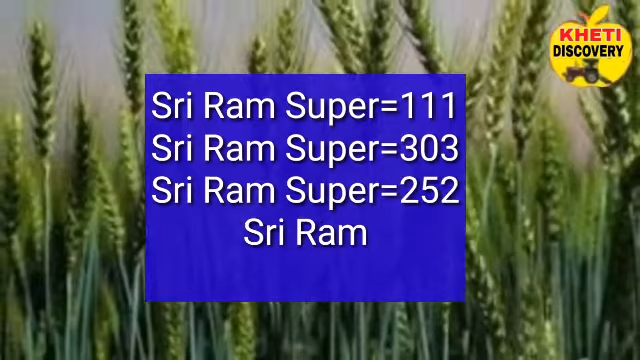 KHETI
DISCOVERY
Sri Ram Super=111
Sri Ram Super=303
Sri Ram Super=252
Sri Ram